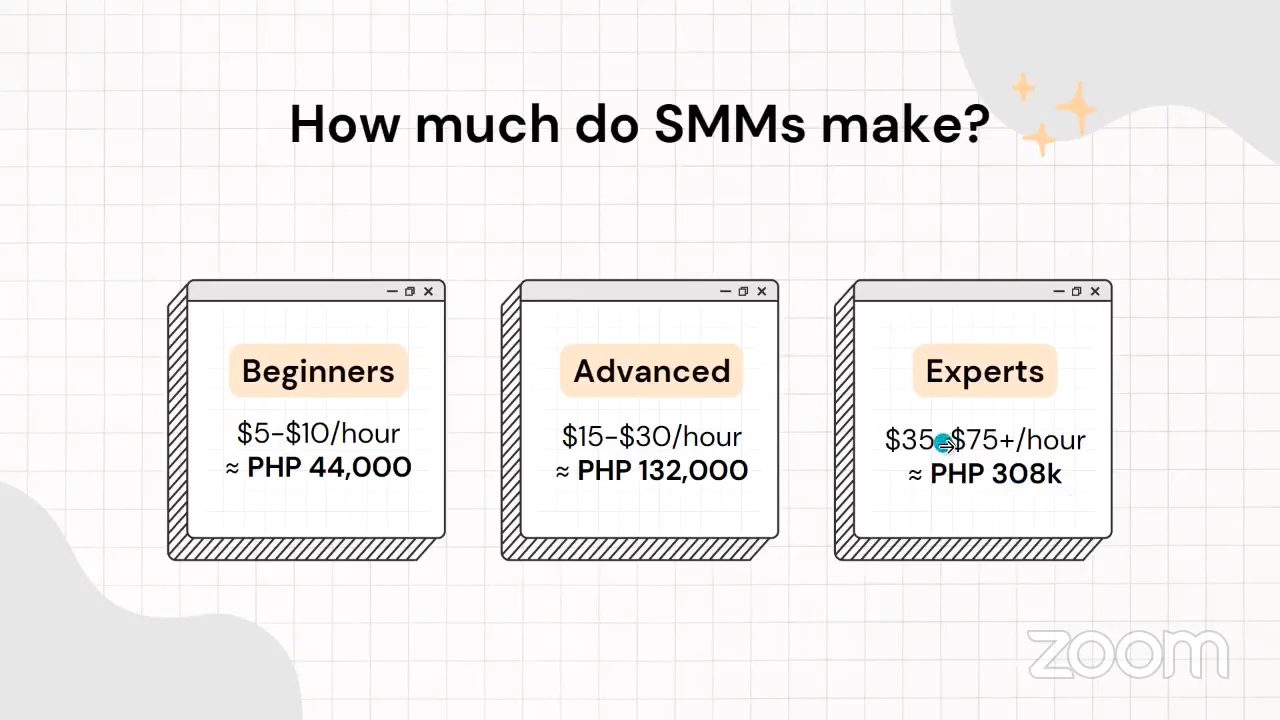 How much do SMMs make?
Beginners
$5-$10/hour
≈ PHP 44,000
Advanced
$15-$30/hour
≈ PHP 132,000
Experts
$35-$75+/hour
≈ PHP 308k
zoom